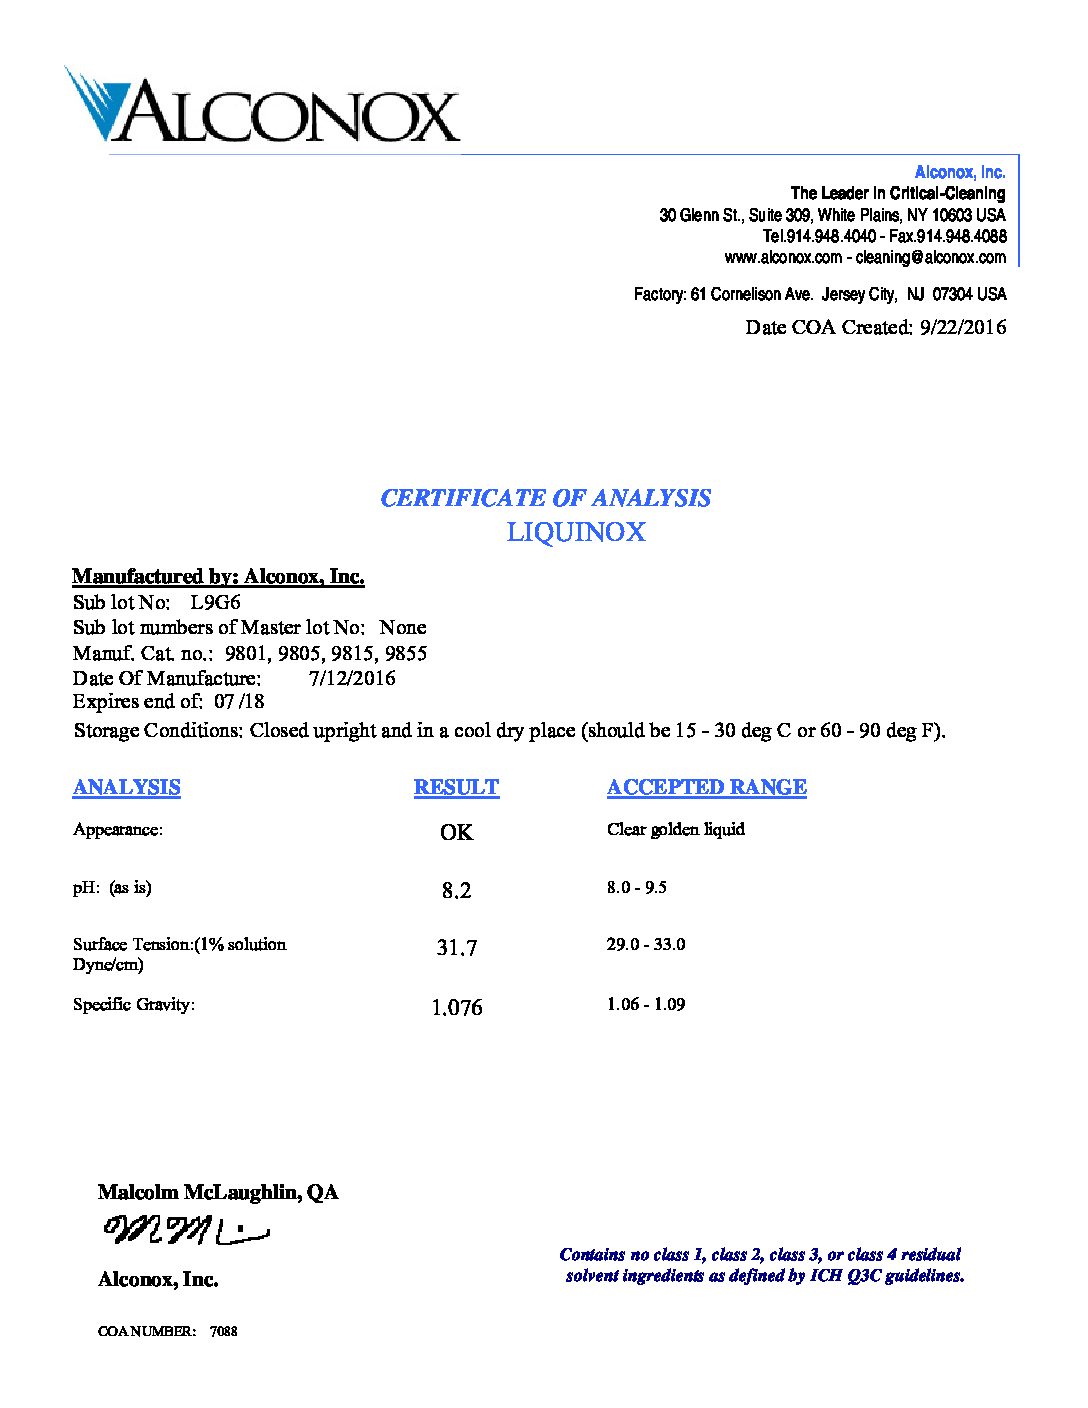 ALCONOX
Alconox, Inc.
The Leader in Critical-Cleaning
30 Glenn St., Suite 309, White Plains, NY 10603 USA
Tel.914.948.4040 - Fax.914.948.4088
www.alconox.com - cleaning@alconox.com
Factory: 61 Cornelison Ave. Jersey City, NJ 07304 USA
Date COA Created: 9/22/2016
CERTIFICATE OF ANALYSIS
LIQUINOX
Manufactured by: Alconox, Inc.
Sub lot No: L9G6
Sub lot numbers of Master lot No: None
Manuf. Cat. no.: 9801, 9805, 9815, 9855
Date Of Manufacture: 7/12/2016
Expires end of: 07 /18
Storage Conditions: Closed upright and in a cool dry place (should be 15 - 30 deg C or 60 - 90 deg F).
ANALYSIS RESULT ACCEPTED RANGE
Appearance: OK Clear golden liquid
pH: (as is) 8.2 8.0 - 9.5
Surface Tension:(1% solution 31.7 29.0 - 33.0
Dyne/cm)
Specific Gravity: 1.076 1.06 - 1.09
Malcolm McLaughlin, QA
Alconox, Inc.
Contains no class 1, class 2, class 3, or class 4 residual
solvent ingredients as defined by ICH Q3C guidelines.
COA NUMBER: 7088